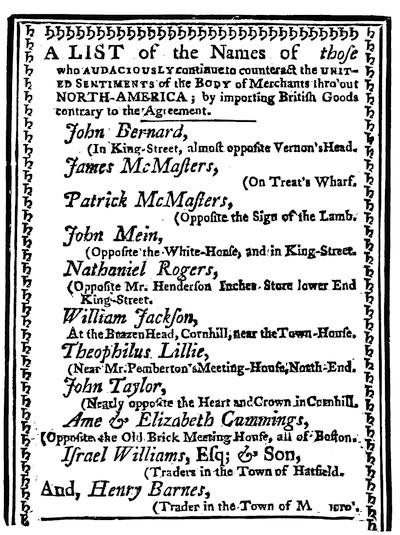 A LIST of the Names of those
who AUDACIOUSLY continue to counteract the UNIT-
ED SENTIMENTS of the BODY of Merchants thro'out
NORTH-AMERICA; by importing British Goods
contrary to the Agreement.
John Bernard,
(In King-Street, almost opposite Vernon's Head.
James McMasters,
(On Treat's Wharf.
Patrick McMasters,
(Opposite the Sign of the Lamb.
John Mein,
(Opposite the White-House, and in King-Street.
Nathaniel Rogers,
(Opposite Mr. Henderson Inches Store lower End
King-Street.
William Jackson,
At the Brazen Head, Cornhill, near the Town-House.
Theophilus Lillie,
(Near Mr. Pemberton's Meeting-House, North-End.
John Taylor,
(Nearly opposite the Heart and Crown in Cornhill.
Ame & Elizabeth Cummings,
(Opposite the Old Brick Meeting House, all of Boston.
Israel Williams, Esq; & Son,
(Traders in the Town of Hatfield.
And, Henry Barnes,
(Trader in the Town of M